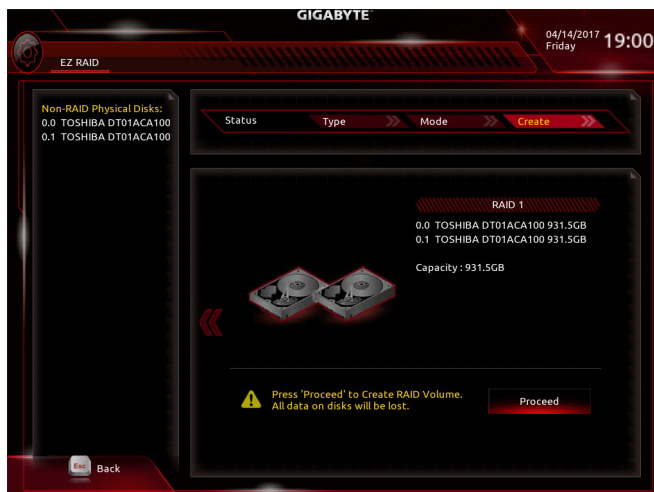 GIGABYTE™
04/14/2017
Friday
19:00
EZ RAID
Non-RAID Physical Disks:
0.0 TOSHIBA DT01ACA100
0.1 TOSHIBA DT01ACA100
Status Type Mode Create
RAID 1
0.0 TOSHIBA DT01ACA100 931.5GB
0.1 TOSHIBA DT01ACA100 931.5GB
Capacity : 931.5GB
Press 'Proceed' to Create RAID Volume.
All data on disks will be lost.
Proceed
Esc Back